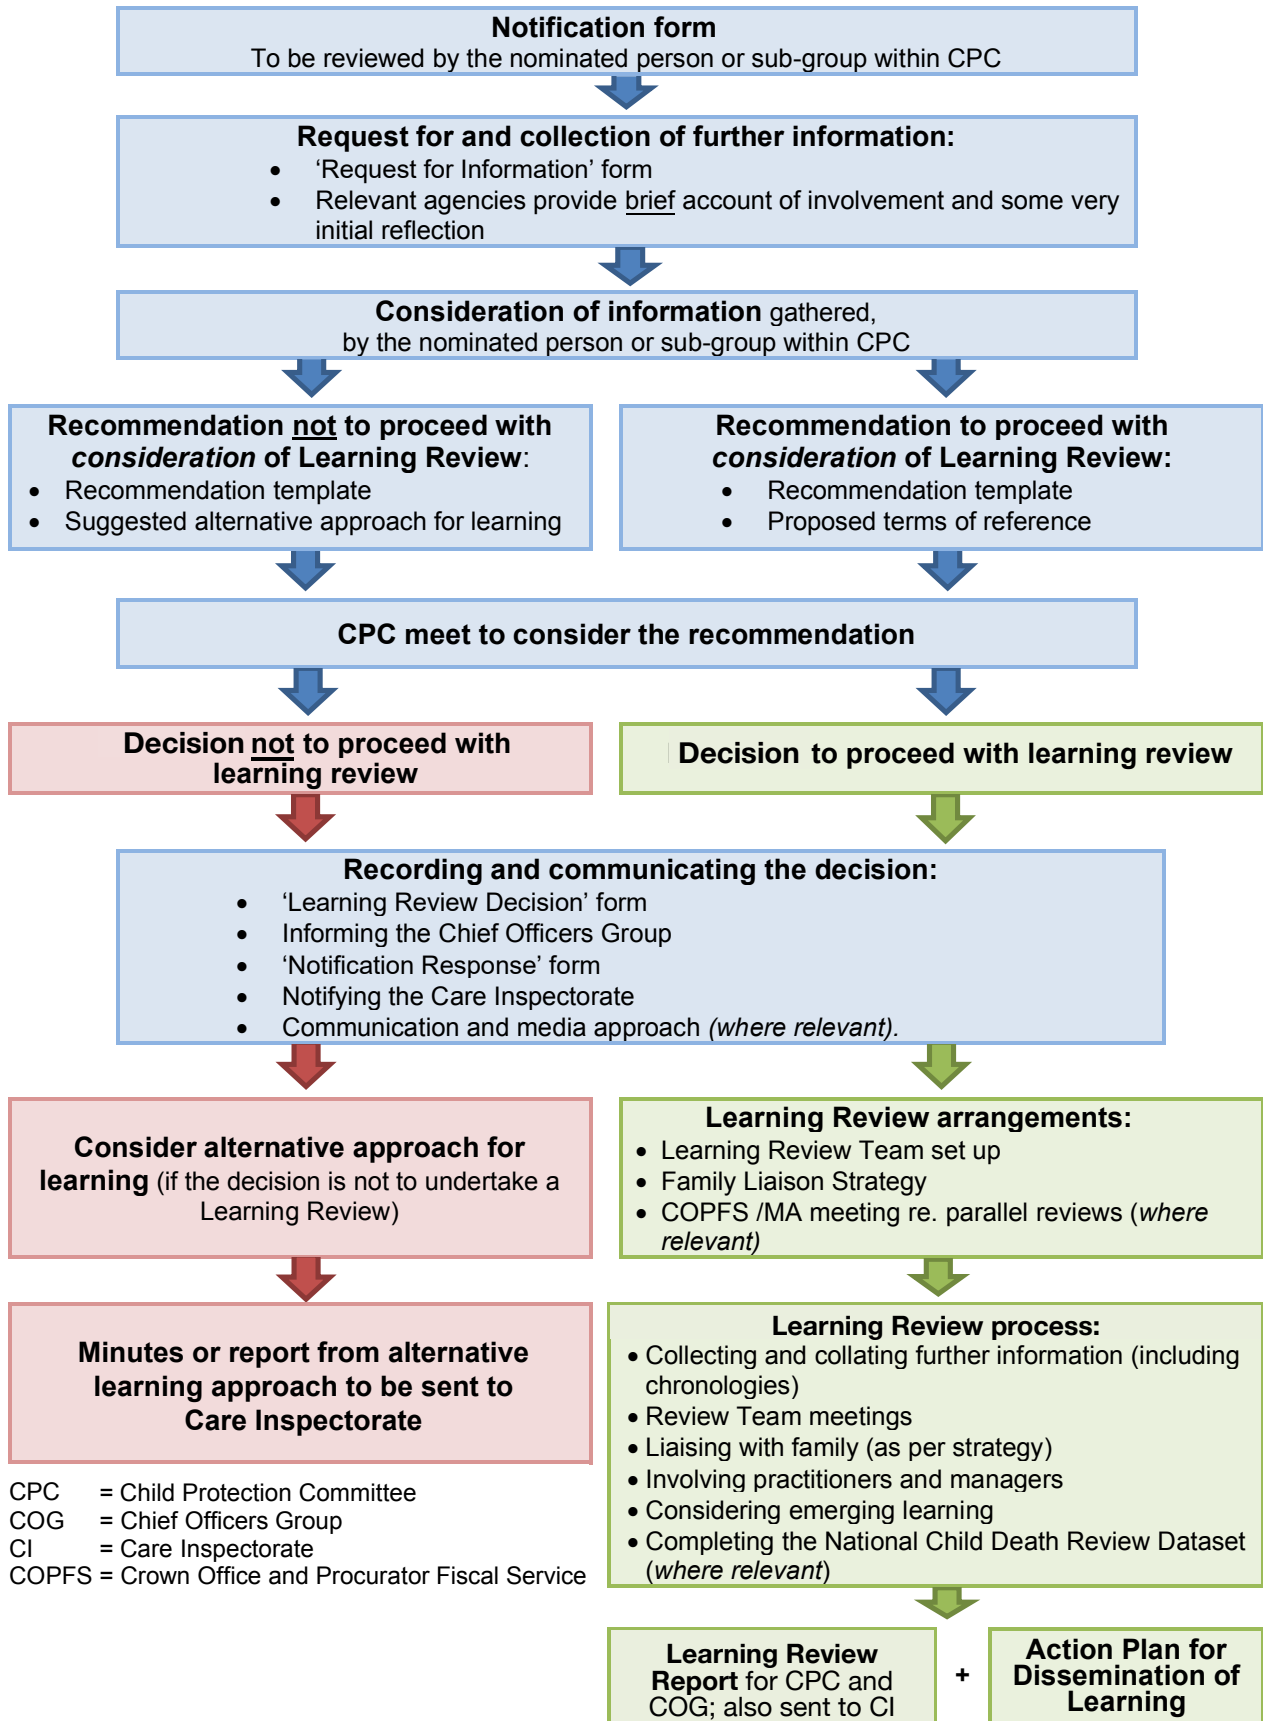 Notification form
To be reviewed by the nominated person or sub-group within CPC
Request for and collection of further information:
• ‘Request for Information’ form
• Relevant agencies provide brief account of involvement and some very
initial reflection
Consideration of information gathered,
by the nominated person or sub-group within CPC
Recommendation not to proceed with
consideration of Learning Review:
• Recommendation template
• Suggested alternative approach for learning
Recommendation to proceed with
consideration of Learning Review:
• Recommendation template
• Proposed terms of reference
CPC meet to consider the recommendation
Decision not to proceed with
learning review
Decision to proceed with learning review
Recording and communicating the decision:
• ‘Learning Review Decision’ form
• Informing the Chief Officers Group
• ‘Notification Response’ form
• Notifying the Care Inspectorate
• Communication and media approach (where relevant).
Consider alternative approach for
learning (if the decision is not to undertake a
Learning Review)
Learning Review arrangements:
• Learning Review Team set up
• Family Liaison Strategy
• COPFS /MA meeting re. parallel reviews (where
relevant)
Minutes or report from alternative
learning approach to be sent to
Care Inspectorate
Learning Review process:
• Collecting and collating further information (including
chronologies)
• Review Team meetings
• Liaising with family (as per strategy)
• Involving practitioners and managers
• Considering emerging learning
• Completing the National Child Death Review Dataset
(where relevant)
CPC = Child Protection Committee
COG = Chief Officers Group
CI = Care Inspectorate
COPFS = Crown Office and Procurator Fiscal Service
Learning Review
Report for CPC and
COG; also sent to CI
+
Action Plan for
Dissemination of
Learning